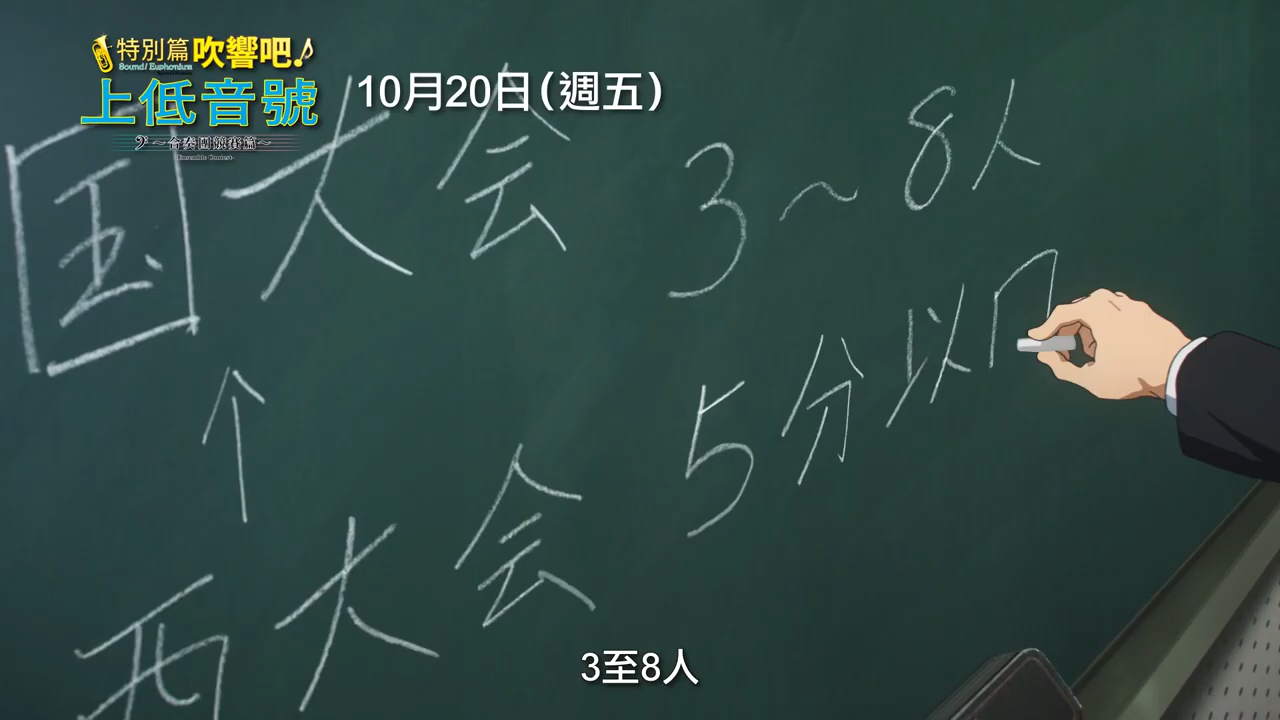 特別篇 吹響吧♪
Sound! Euphonium
上低音號
～合奏團競賽篇～
Ensemble Contest
10月20日（週五）
国大会 3～8人
↑
5分以
西大会
3至8人